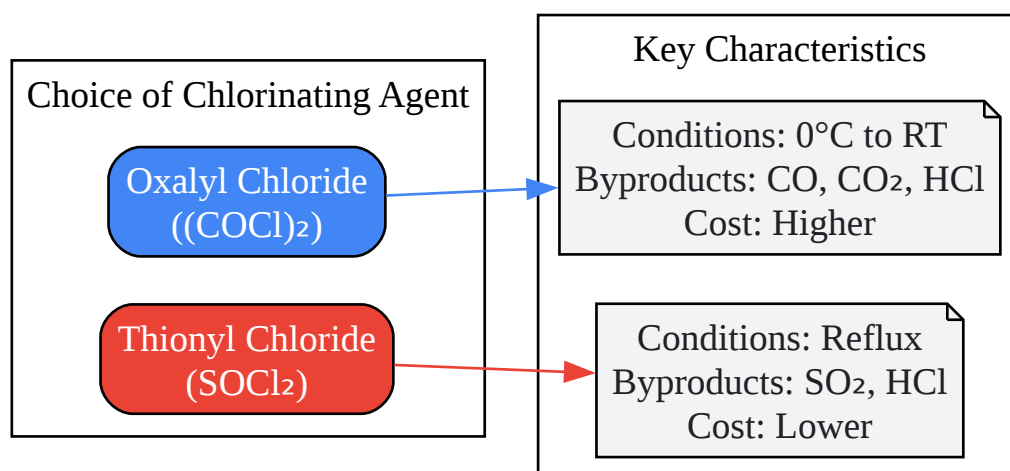 Choice of Chlorinating Agent
Oxalyl Chloride
((COCl)₂)
Thionyl Chloride
(SOCl₂)
Key Characteristics
Conditions: 0°C to RT
Byproducts: CO, CO₂, HCl
Cost: Higher
Conditions: Reflux
Byproducts: SO₂, HCl
Cost: Lower